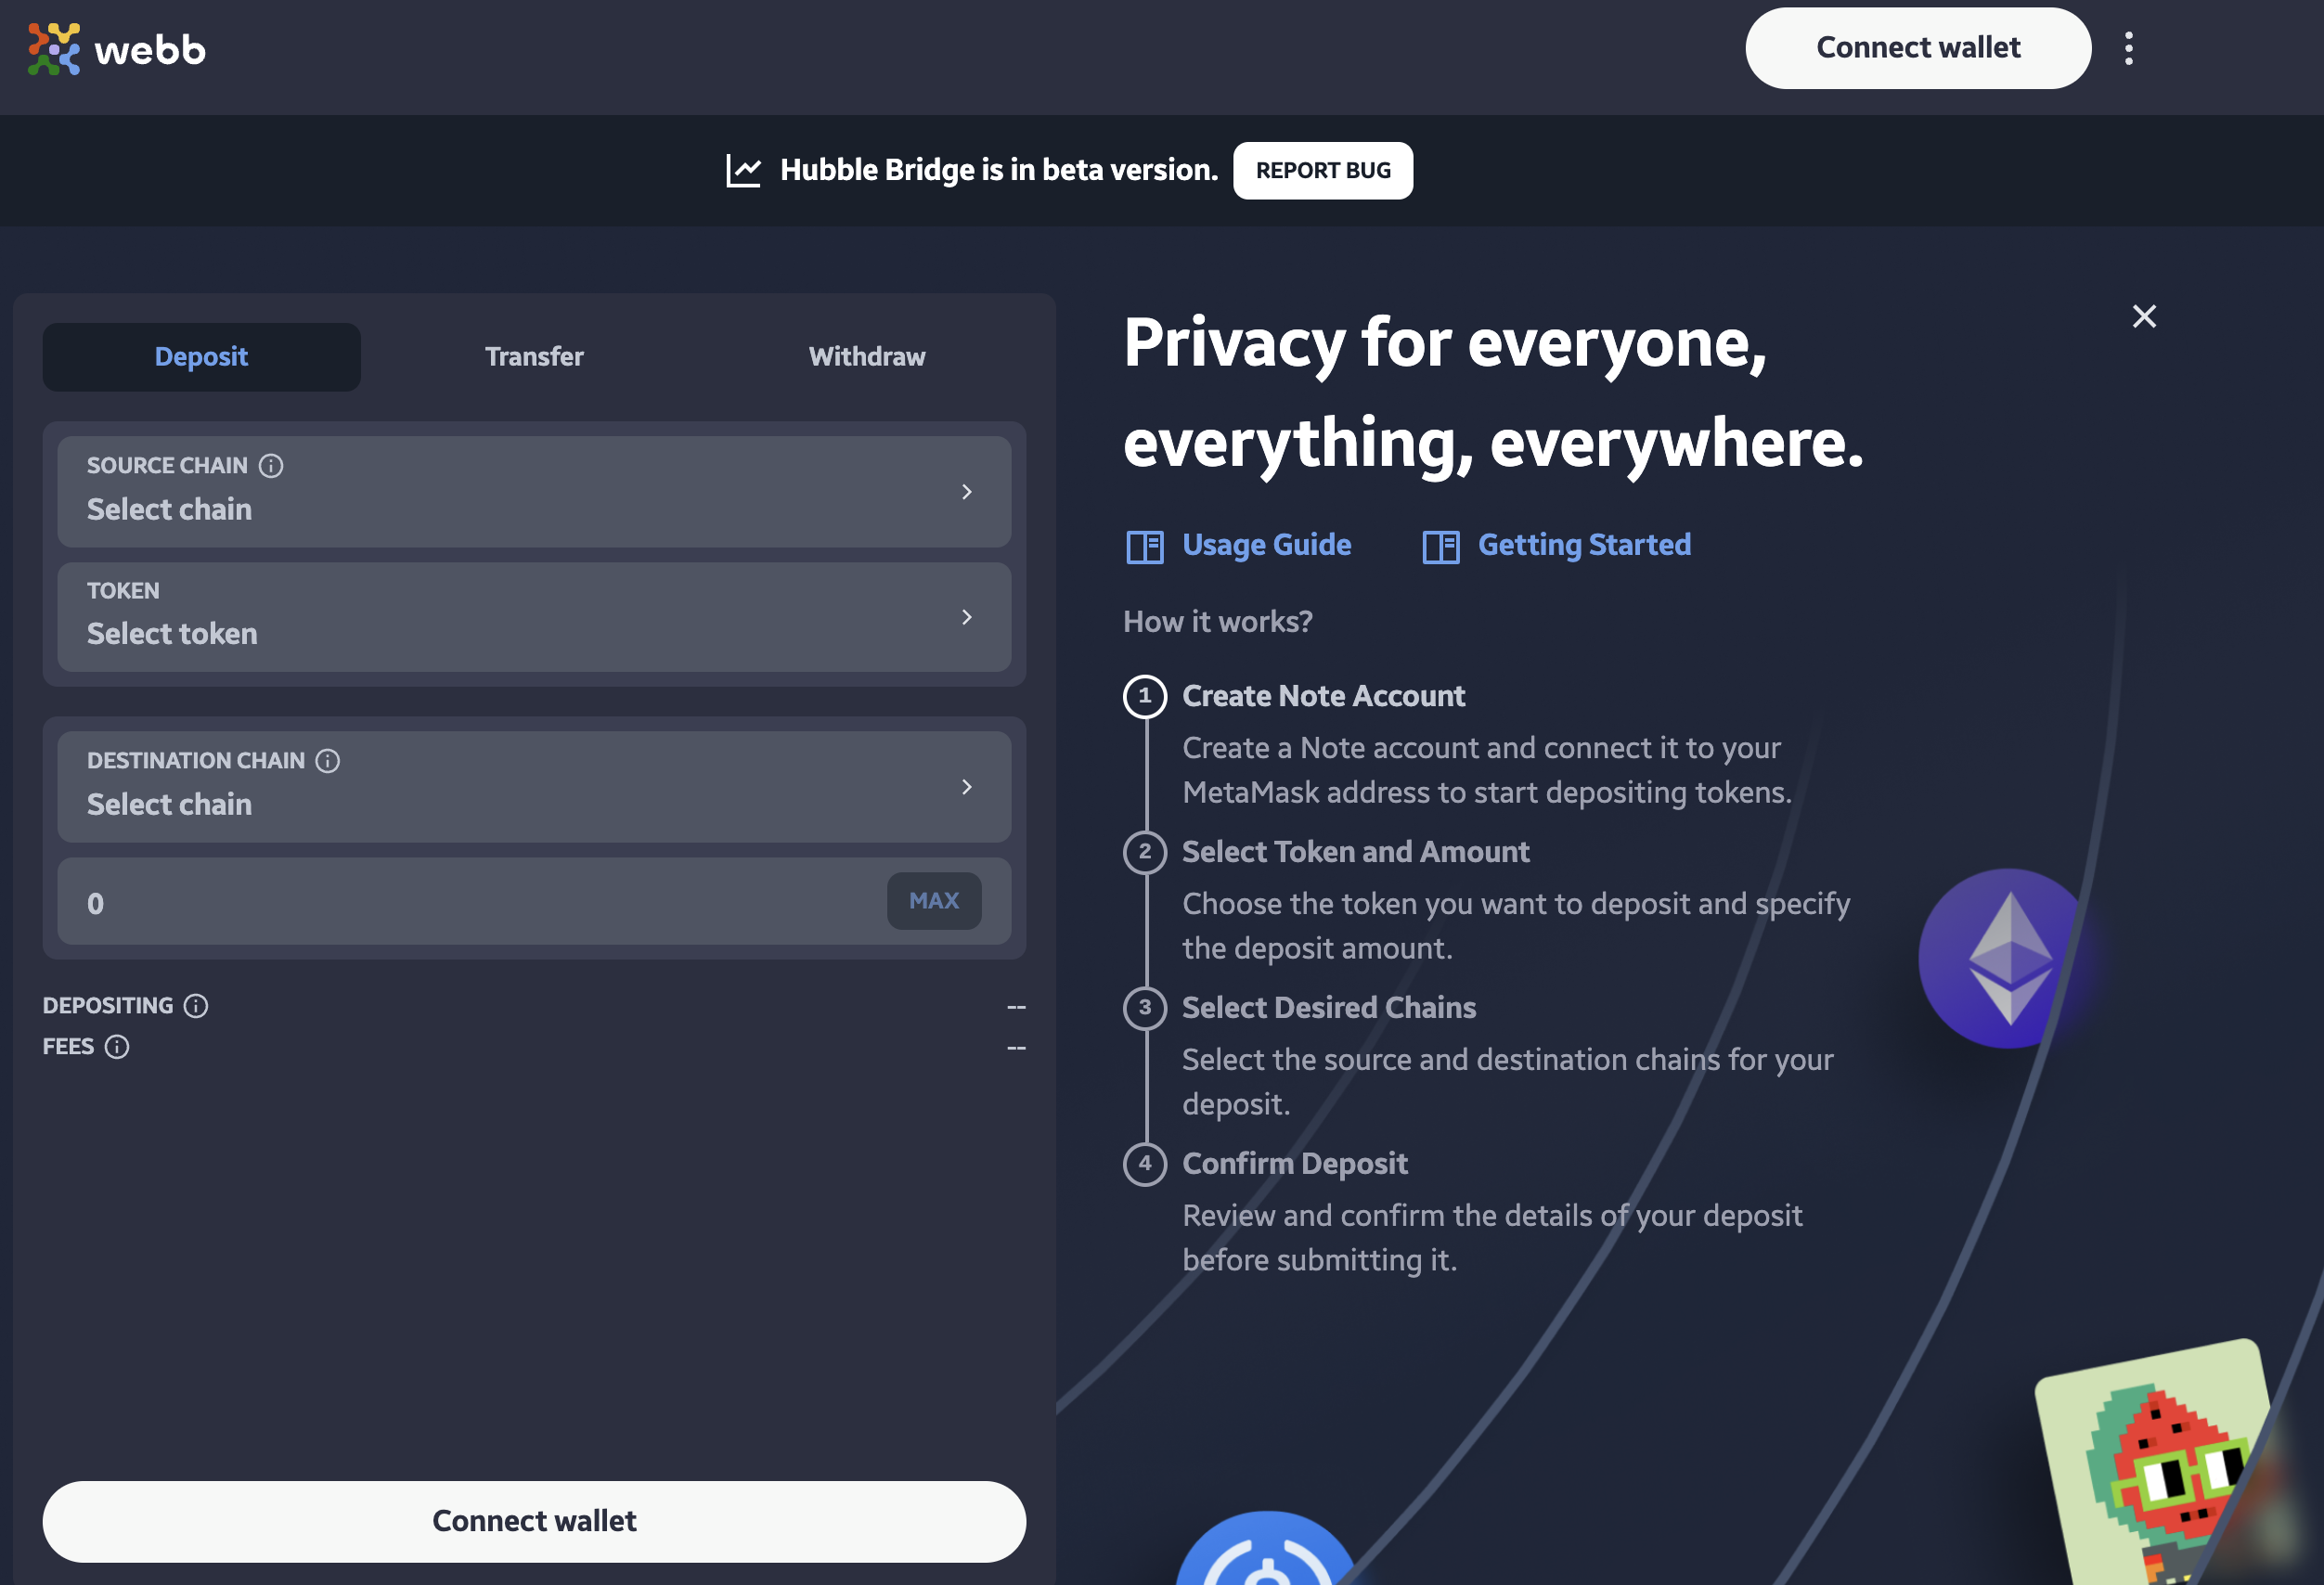 webb
Connect wallet
Hubble Bridge is in beta version.
REPORT BUG
Deposit
Transfer
Withdraw
SOURCE CHAIN
Select chain
TOKEN
Select token
DESTINATION CHAIN
Select chain
0
MAX
DEPOSITING
--
FEES
--
Connect wallet
Privacy for everyone,
everything, everywhere.
Usage Guide
Getting Started
How it works?
1
Create Note Account
Create a Note account and connect it to your
MetaMask address to start depositing tokens.
2
Select Token and Amount
Choose the token you want to deposit and specify
the deposit amount.
3
Select Desired Chains
Select the source and destination chains for your
deposit.
4
Confirm Deposit
Review and confirm the details of your deposit
before submitting it.